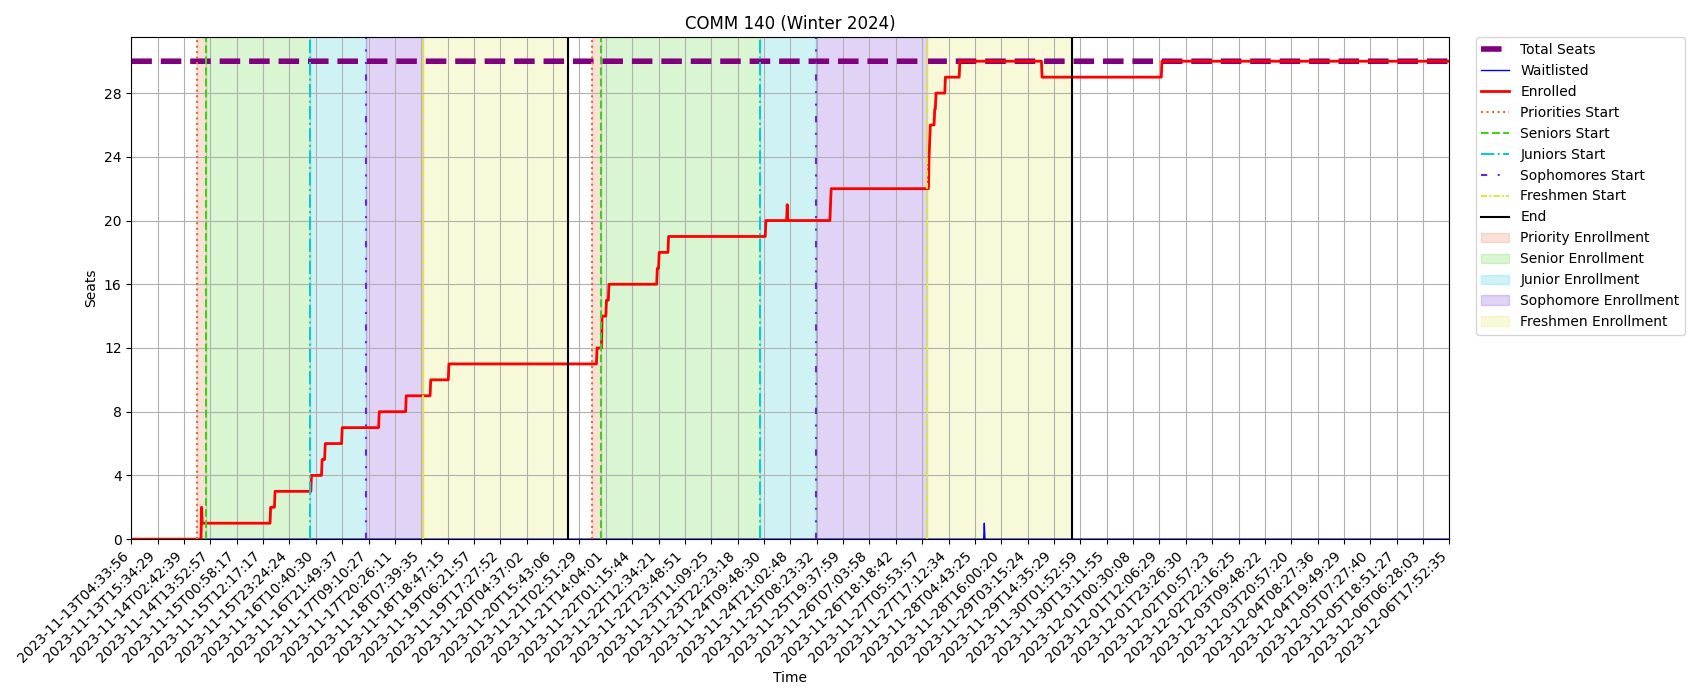 COMM 140 (Winter 2024)
Seats
28
24
20
16
12
8
4
0
2023-11-13T04:33:56
2023-11-13T15:34:29
2023-11-14T02:42:39
2023-11-14T13:52:57
2023-11-15T00:58:17
2023-11-15T12:17:17
2023-11-15T23:24:24
2023-11-16T10:40:30
2023-11-16T21:49:37
2023-11-17T09:10:27
2023-11-17T20:26:11
2023-11-18T07:39:35
2023-11-18T18:47:15
2023-11-19T06:21:57
2023-11-19T17:27:52
2023-11-20T04:37:02
2023-11-20T15:43:06
2023-11-21T02:51:29
2023-11-21T14:04:01
2023-11-22T01:15:44
2023-11-22T12:34:21
2023-11-22T23:48:51
2023-11-23T11:09:25
2023-11-23T22:23:18
2023-11-24T09:48:30
2023-11-24T21:02:48
2023-11-25T08:23:32
2023-11-25T19:37:59
2023-11-26T07:03:58
2023-11-26T18:18:42
2023-11-27T05:53:57
2023-11-27T17:12:34
2023-11-28T04:43:25
2023-11-28T16:00:20
2023-11-29T03:15:24
2023-11-29T14:35:29
2023-11-30T01:52:59
2023-11-30T13:11:55
2023-12-01T00:30:08
2023-12-01T12:06:29
2023-12-01T23:26:30
2023-12-02T10:57:23
2023-12-02T22:16:25
2023-12-03T09:48:22
2023-12-03T20:57:20
2023-12-04T08:27:36
2023-12-04T19:49:29
2023-12-05T07:27:40
2023-12-05T18:51:27
2023-12-06T06:28:03
2023-12-06T17:52:35
Time
Total Seats
Waitlisted
Enrolled
Priorities Start
Seniors Start
Juniors Start
Sophomores Start
Freshmen Start
End
Priority Enrollment
Senior Enrollment
Junior Enrollment
Sophomore Enrollment
Freshmen Enrollment